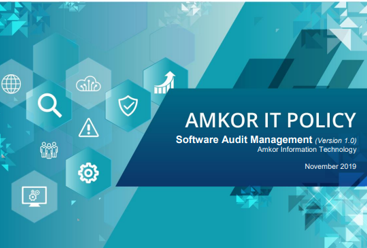 AMKOR IT POLICY
Software Audit Management (Version 1.0)
Amkor Information Technology
November 2019